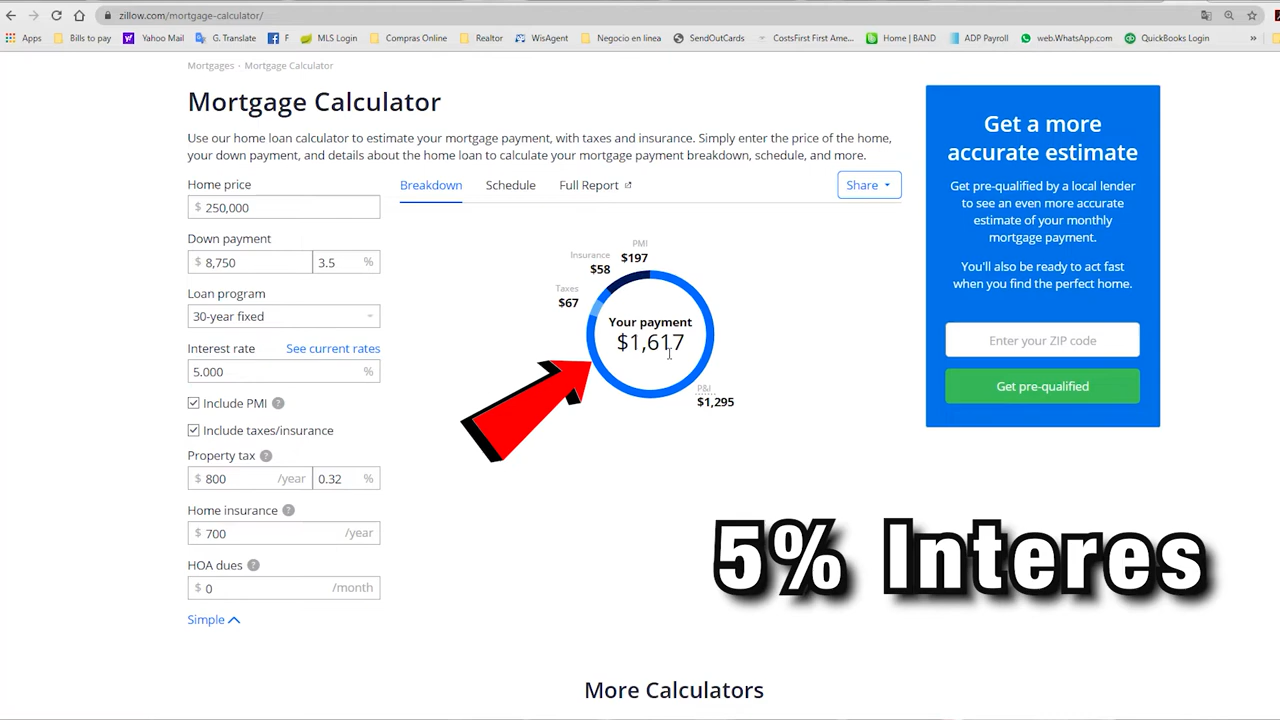 zillow.com/mortgage-calculator/
Apps Bills to pay Yahoo Mail G. Translate F MLS Login Compras Online Realtor WisAgent Negocio en linea SendOutCards CostsFirst First Ame... Home | BAND ADP Payroll web.WhatsApp.com QuickBooks Login »
Mortgages · Mortgage Calculator
Mortgage Calculator
Use our home loan calculator to estimate your mortgage payment, with taxes and insurance. Simply enter the price of the home,
your down payment, and details about the home loan to calculate your mortgage payment breakdown, schedule, and more.
Home price
$ 250,000
Down payment
$ 8,750 3.5 %
Loan program
30-year fixed
Interest rate See current rates
5.000 %
Include PMI ?
Include taxes/insurance
Property tax ?
$ 800 /year 0.32 %
Home insurance ?
$ 700 /year
HOA dues ?
$ 0 /month
Simple
Breakdown Schedule Full Report
Share
PMI
$197
Insurance
$58
Taxes
$67
Your payment
$1,617
P&I
$1,295
Get a more
accurate estimate
Get pre-qualified by a local lender
to see an even more accurate
estimate of your monthly
mortgage payment.
You'll also be ready to act fast
when you find the perfect home.
Enter your ZIP code
Get pre-qualified
5% Interes
More Calculators